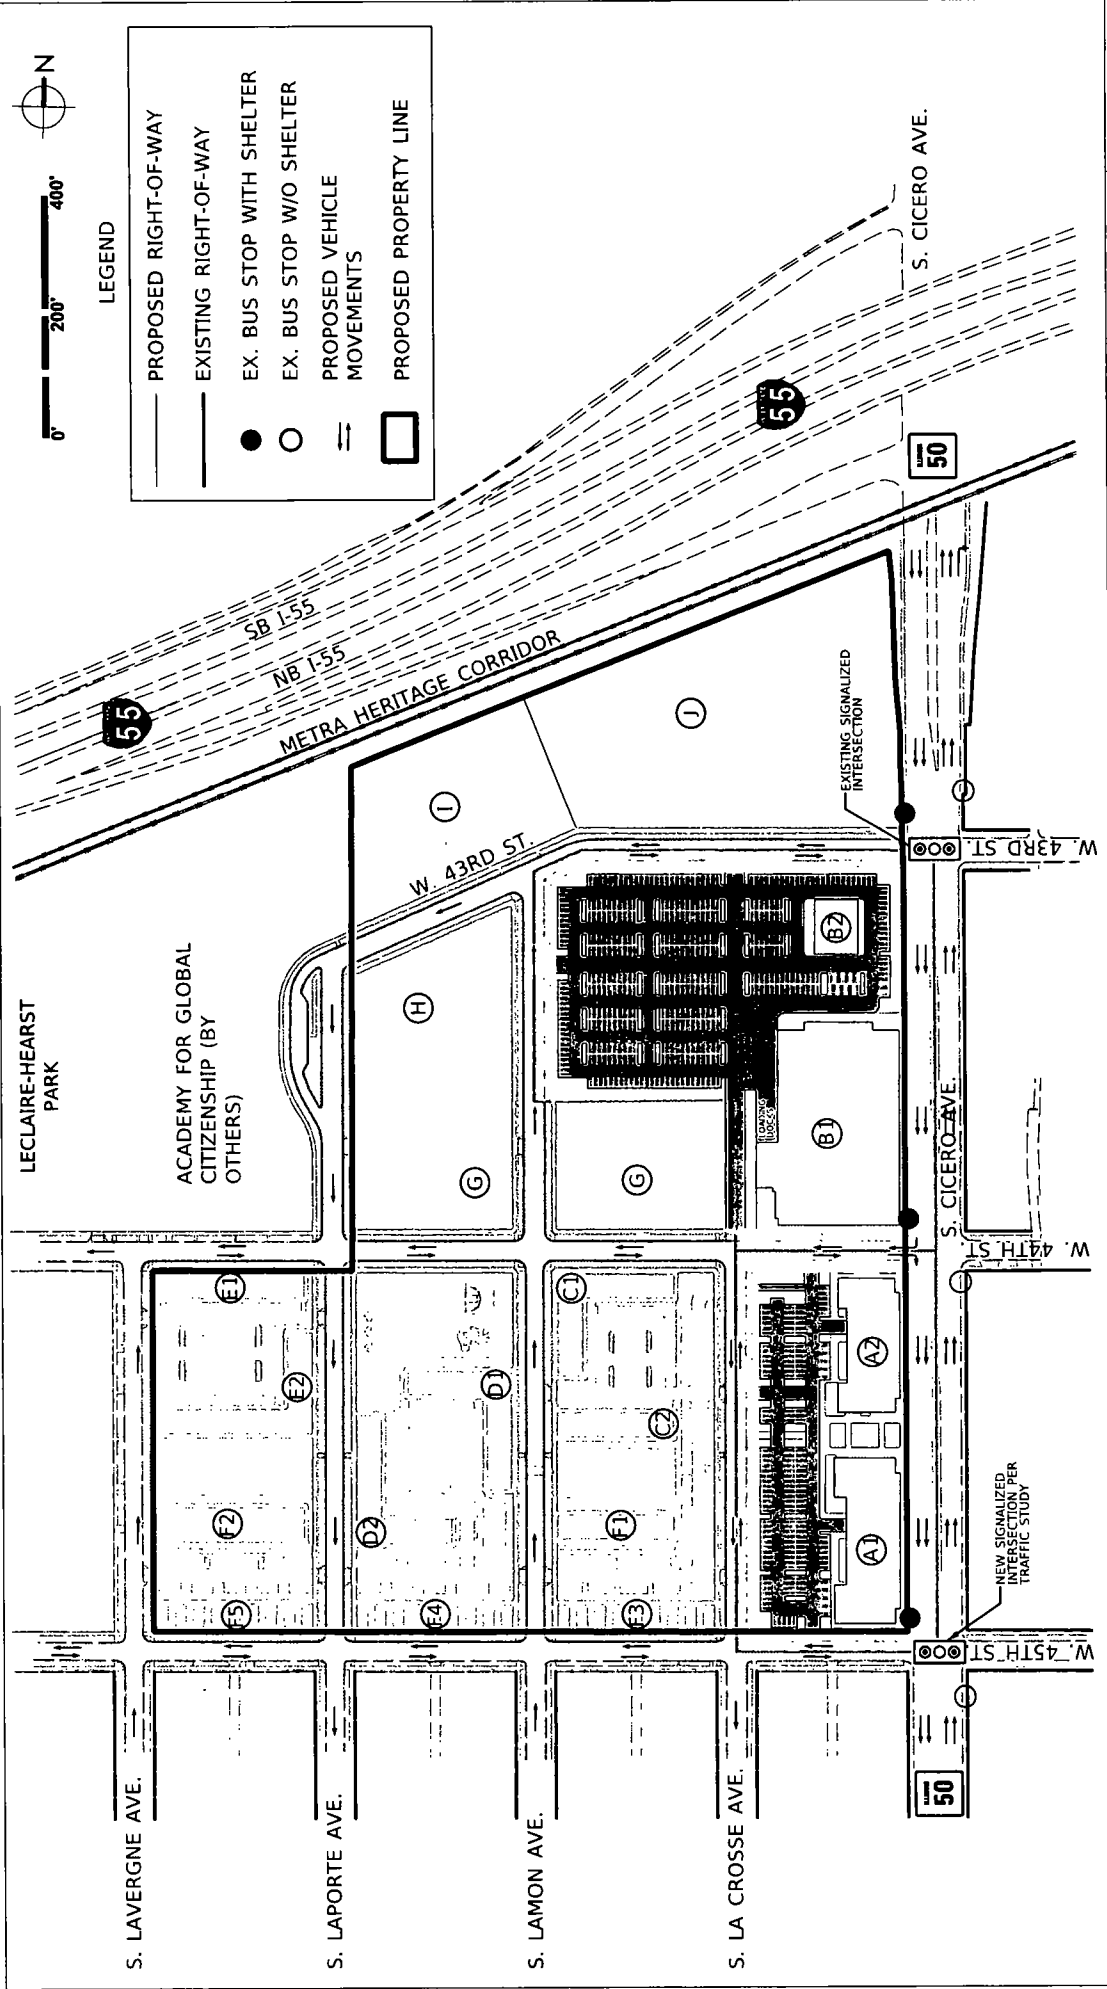 N
0'
200'
400'
LEGEND
PROPOSED RIGHT-OF-WAY
EXISTING RIGHT-OF-WAY
EX. BUS STOP WITH SHELTER
EX. BUS STOP W/O SHELTER
PROPOSED VEHICLE
MOVEMENTS
PROPOSED PROPERTY LINE
LECLAIRE-HEARST
PARK
ACADEMY FOR GLOBAL
CITIZENSHIP (BY
OTHERS)
55
SB I-55
NB I-55
METRA HERITAGE CORRIDOR
55
S. CICERO AVE.
ILLINOIS
50
W. 43RD ST.
I
J
H
G
G
EXISTING SIGNALIZED
INTERSECTION
W. 43RD ST.
B2
B1
LOADING
DOCKS
S. CICERO AVE.
W. 44TH ST.
E1
E2
F2
F5
D1
D2
F4
C1
C2
F1
F3
A2
A1
NEW SIGNALIZED
INTERSECTION PER
TRAFFIC STUDY
W. 45TH ST.
ILLINOIS
50
S. LAVERGNE AVE.
S. LAPORTE AVE.
S. LAMON AVE.
S. LA CROSSE AVE.